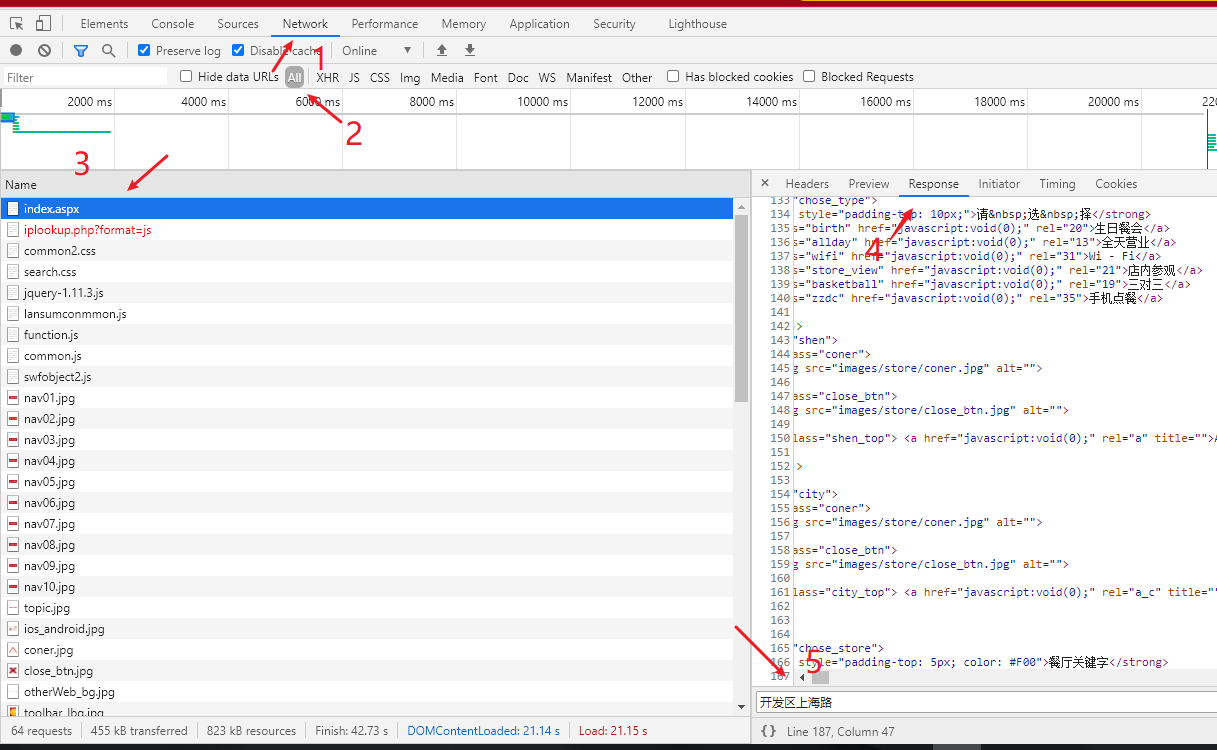 Elements Console Sources Network Performance Memory Application Security Lighthouse
Preserve log Disable cache Online
1
Filter Hide data URLs All XHR JS CSS Img Media Font Doc WS Manifest Other Has blocked cookies Blocked Requests
2000 ms 4000 ms 6000 ms 8000 ms 10000 ms 12000 ms 14000 ms 16000 ms 18000 ms 20000 ms
2
3
Name
index.aspx
iplookup.php?format=js
common2.css
search.css
jquery-1.11.3.js
lansumconmmon.js
function.js
common.js
swfobject2.js
nav01.jpg
nav02.jpg
nav03.jpg
nav04.jpg
nav05.jpg
nav06.jpg
nav07.jpg
nav08.jpg
nav09.jpg
nav10.jpg
topic.jpg
ios_android.jpg
coner.jpg
close_btn.jpg
otherWeb_bg.jpg
toolbar_lbg.jpg
64 requests 455 kB transferred 823 kB resources Finish: 42.73 s DOMContentLoaded: 21.14 s Load: 21.15 s
× Headers Preview Response Initiator Timing Cookies
4
133 "chose_type">
134 style="padding-top: 10px;">请&nbsp;选&nbsp;择</strong>
135 s="birth" href="javascript:void(0);" rel="20">生日餐会</a>
136 s="allday" href="javascript:void(0);" rel="13">全天营业</a>
137 s="wifi" href="javascript:void(0);" rel="31">Wi - Fi</a>
138 s="store_view" href="javascript:void(0);" rel="21">店内参观</a>
139 s="basketball" href="javascript:void(0);" rel="19">三对三</a>
140 s="zzdc" href="javascript:void(0);" rel="35">手机点餐</a>
141
142 >
143 "shen">
144 ass="coner">
145 g src="images/store/coner.jpg" alt="">
146
147 ass="close_btn">
148 g src="images/store/close_btn.jpg" alt="">
149
150 lass="shen_top"> <a href="javascript:void(0);" rel="a" title="">A
151
152 >
153
154 "city">
155 ass="coner">
156 g src="images/store/coner.jpg" alt="">
157
158 ass="close_btn">
159 g src="images/store/close_btn.jpg" alt="">
160
161 lass="city_top"> <a href="javascript:void(0);" rel="a_c" title=""
162
163
164
165 "chose_store">
166 style="padding-top: 5px; color: #F00">餐厅关键字</strong>
167
5
开发区上海路
{} Line 187, Column 47